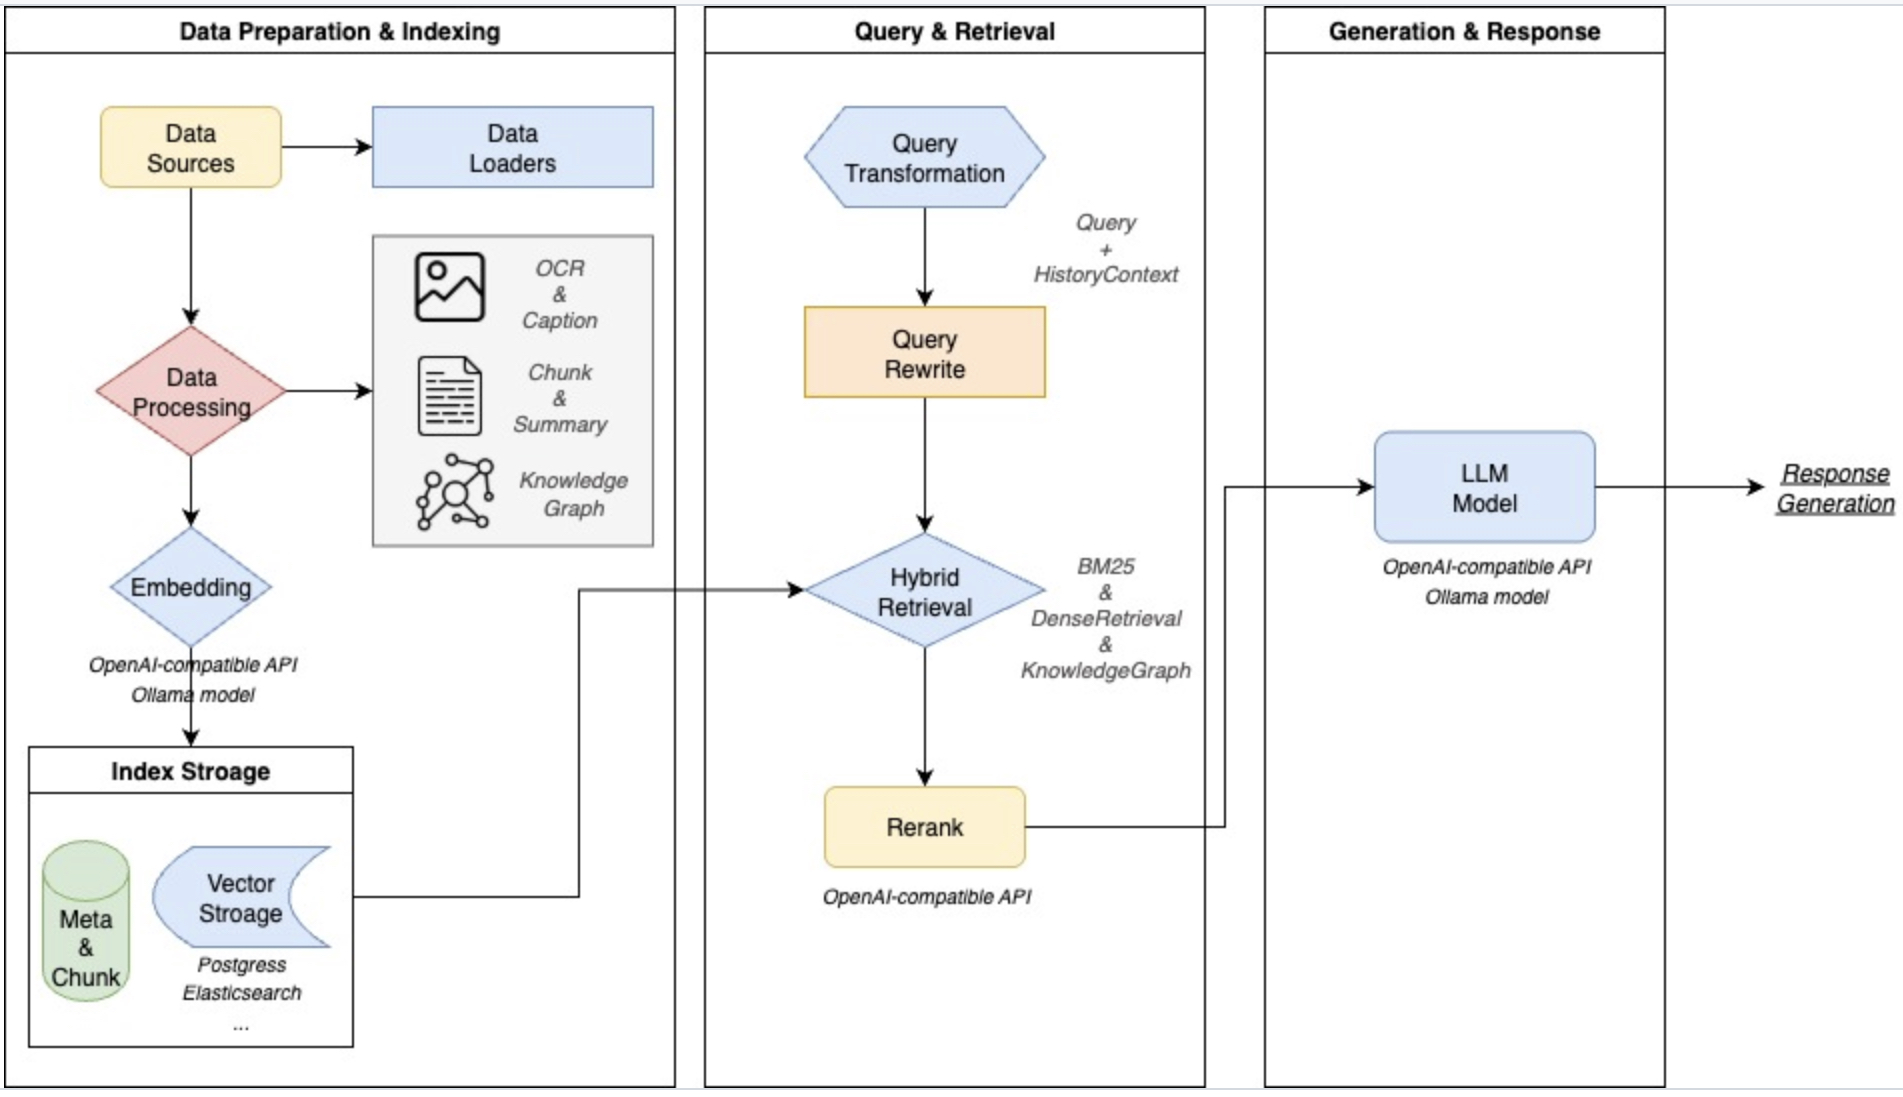 Data Preparation & Indexing
Data
Sources
Data
Loaders
OCR
&
Caption
Chunk
&
Summary
Knowledge
Graph
Data
Processing
Embedding
OpenAI-compatible API
Ollama model
Index Stroage
Meta
&
Chunk
Vector
Stroage
Postgress
Elasticsearch
...
Query & Retrieval
Query
Transformation
Query
+
HistoryContext
Query
Rewrite
Hybrid
Retrieval
BM25
&
DenseRetrieval
&
KnowledgeGraph
Rerank
OpenAI-compatible API
Generation & Response
LLM
Model
OpenAI-compatible API
Ollama model
Response
Generation